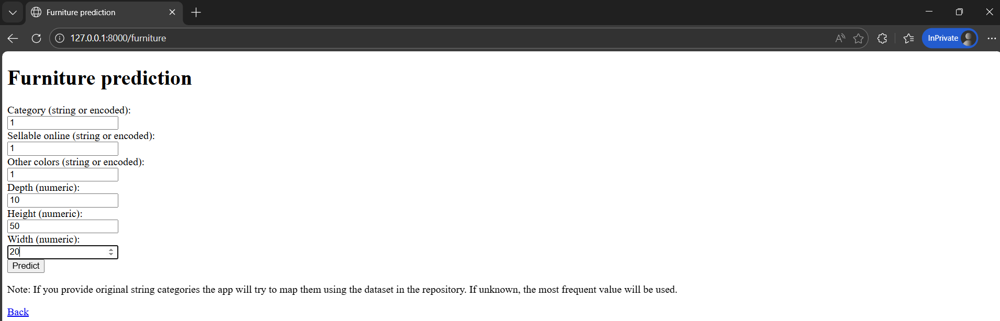 Furniture prediction
127.0.0.1:8000/furniture
InPrivate
Furniture prediction
Category (string or encoded):
1
Sellable online (string or encoded):
1
Other colors (string or encoded):
1
Depth (numeric):
10
Height (numeric):
50
Width (numeric):
20
Predict
Note: If you provide original string categories the app will try to map them using the dataset in the repository. If unknown, the most frequent value will be used.
Back